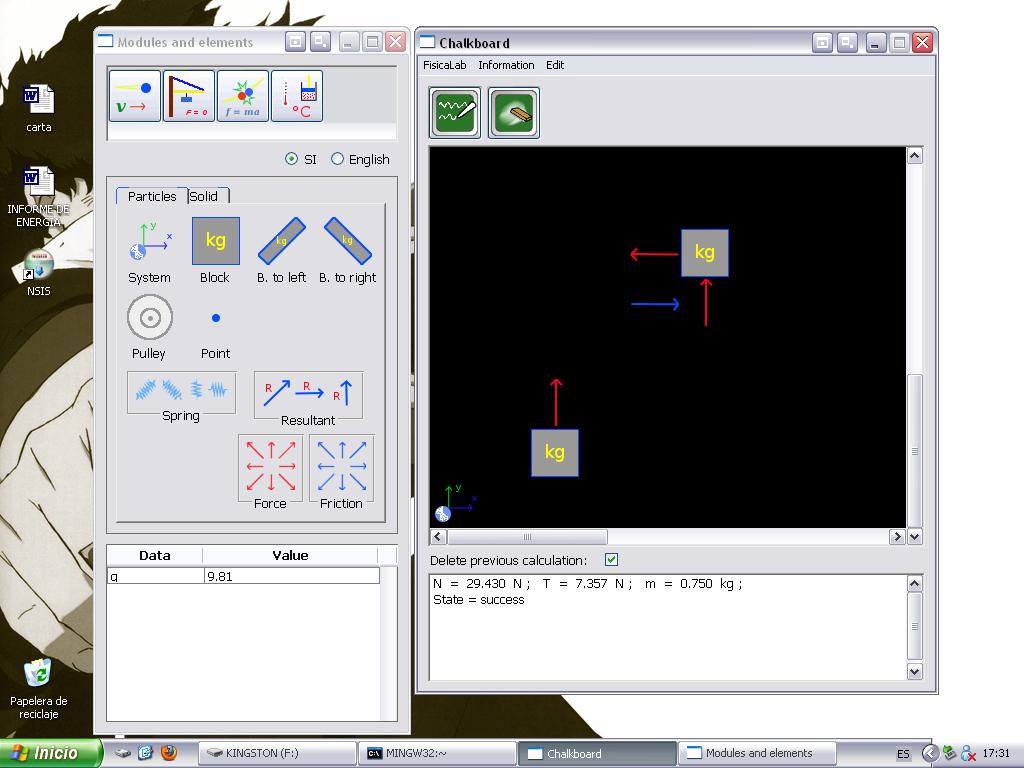 carta
INFORME DE
ENERGIA
NSIS
Papelera de
reciclaje
Modules and elements
v
F = 0
f = ma
°C
SI
English
Particles
Solid
y
x
kg
kg
kg
System
Block
B. to left
B. to right
Pulley
Point
Spring
R
R
R
Resultant
Force
Friction
Data
Value
g
9.81
Chalkboard
FisicaLab
Information
Edit
kg
kg
y
x
Delete previous calculation:
N = 29.430 N ; T = 7.357 N ; m = 0.750 kg ;
State = success
Inicio
KINGSTON (F:)
MINGW32:~
Chalkboard
Modules and elements
ES
17:31